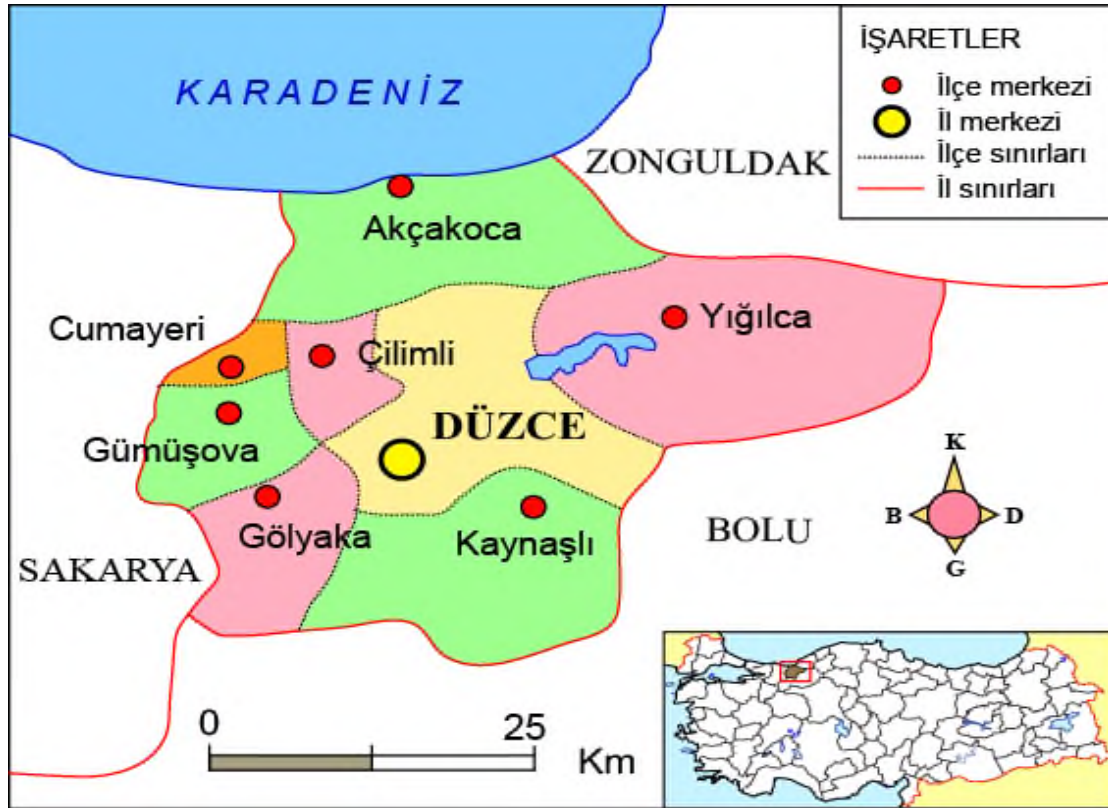 KARADENİZ
İŞARETLER
İlçe merkezi
İl merkezi
İlçe sınırları
İl sınırları
ZONGULDAK
Akçakoca
Cumayeri
Çilimli
Yığılca
DÜZCE
Gümüşova
Gölyaka
Kaynaşlı
BOLU
SAKARYA
K
B
D
G
0
25
Km